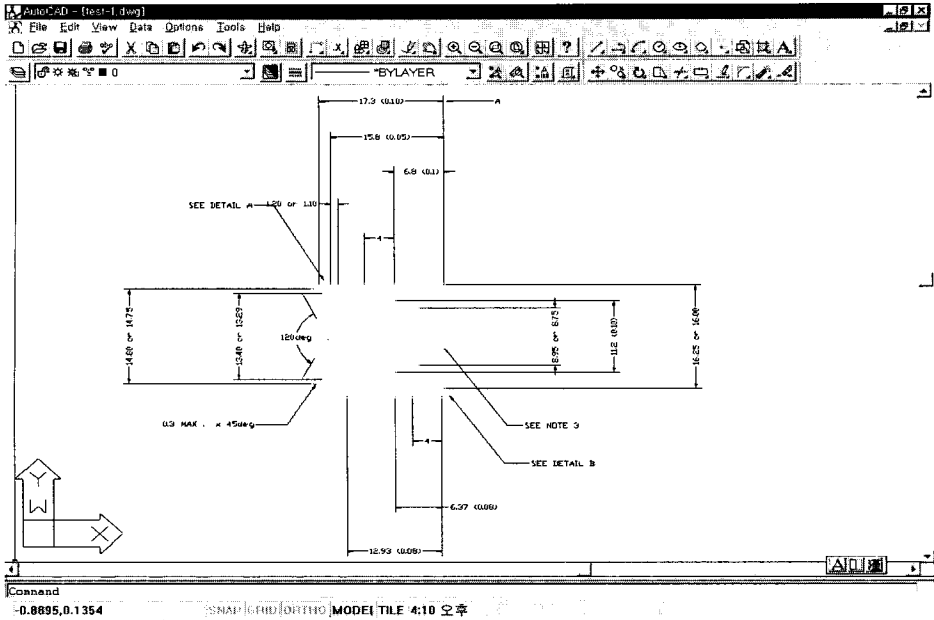 AutoCAD - [test-1.dwg]
File Edit View Data Options Tools Help
0 BYLAYER
17.3 (0.10) A
15.8 (0.05)
6.8 (0.1)
SEE DETAIL A 1.20 or 1.10
4
14.80 or 14.75
13.40 or 13.29
120deg
8.95 or 8.75
11.2 (0.10)
16.25 or 16.00
0.3 MAX . x 45deg
SEE NOTE 3
4
SEE DETAIL B
6.37 (0.08)
12.93 (0.08)
Y
W
X
Command
-0.8895,0.1354 SNAP GRID ORTHO MODEL TILE 4:10 오후